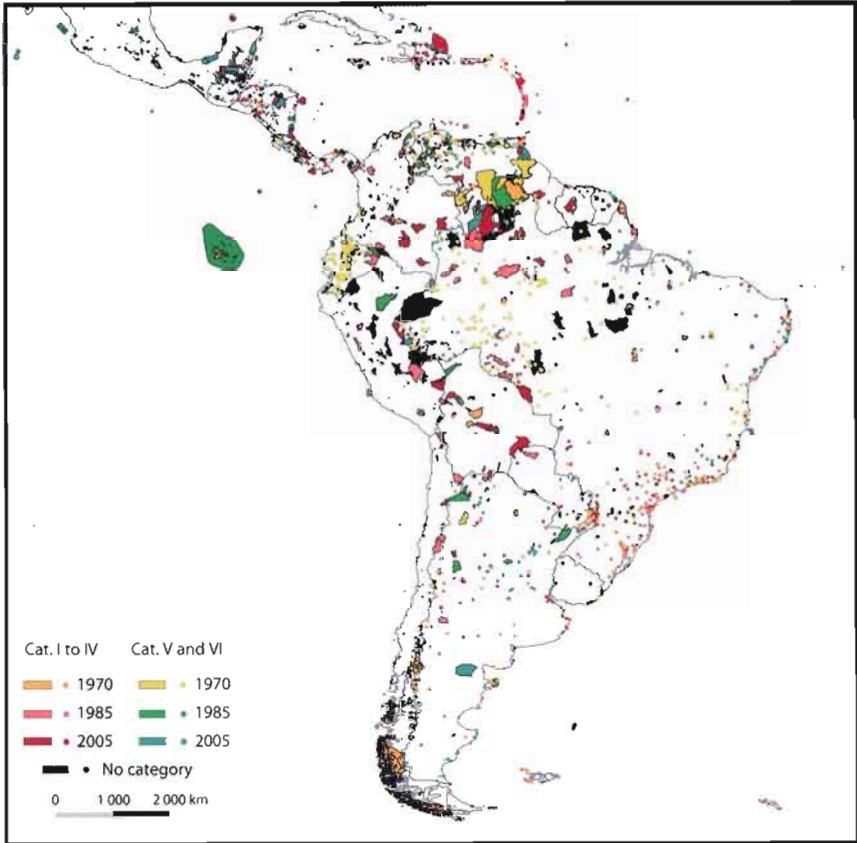 Cat. I to IV Cat. V and VI
1970 1970
1985 1985
2005 2005
No category
0 1 000 2 000 km